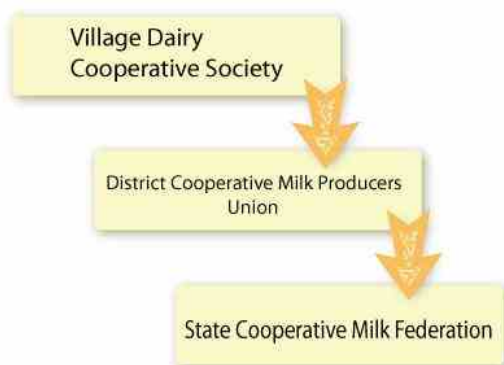 Village Dairy
Cooperative Society
District Cooperative Milk Producers
Union
State Cooperative Milk Federation